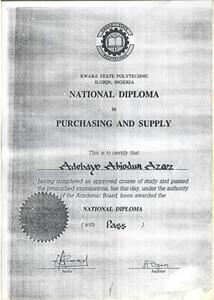 KWARA STATE POLYTECHNIC
ILORIN, NIGERIA
NATIONAL DIPLOMA
in
PURCHASING AND SUPPLY
This is to certify that
Adebayo Abiodun Azeez
having completed an approved course of study and passed
the prescribed examinations, has this day, under the authority
of the Academic Board, been awarded the
NATIONAL DIPLOMA
(with Pass )
Rector
Registrar